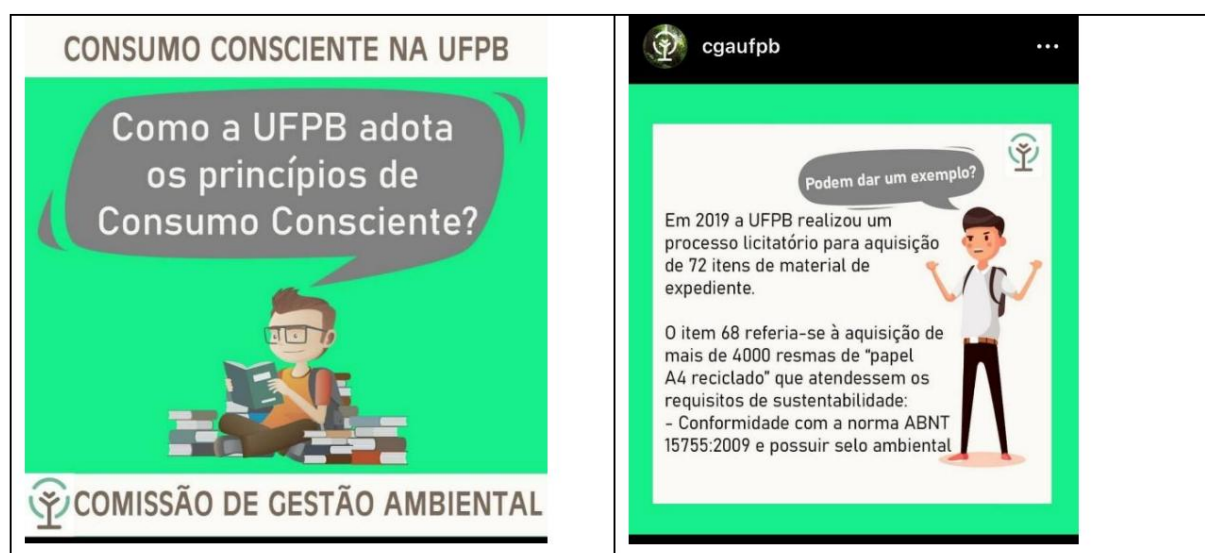 CONSUMO CONSCIENTE NA UFPB
Como a UFPB adota
os princípios de
Consumo Consciente?
COMISSÃO DE GESTÃO AMBIENTAL
cgaufpb
Podem dar um exemplo?
Em 2019 a UFPB realizou um
processo licitatório para aquisição
de 72 itens de material de
expediente.
O item 68 referia-se à aquisição de
mais de 4000 resmas de "papel
A4 reciclado" que atendessem os
requisitos de sustentabilidade:
- Conformidade com a norma ABNT
15755:2009 e possuir selo ambiental